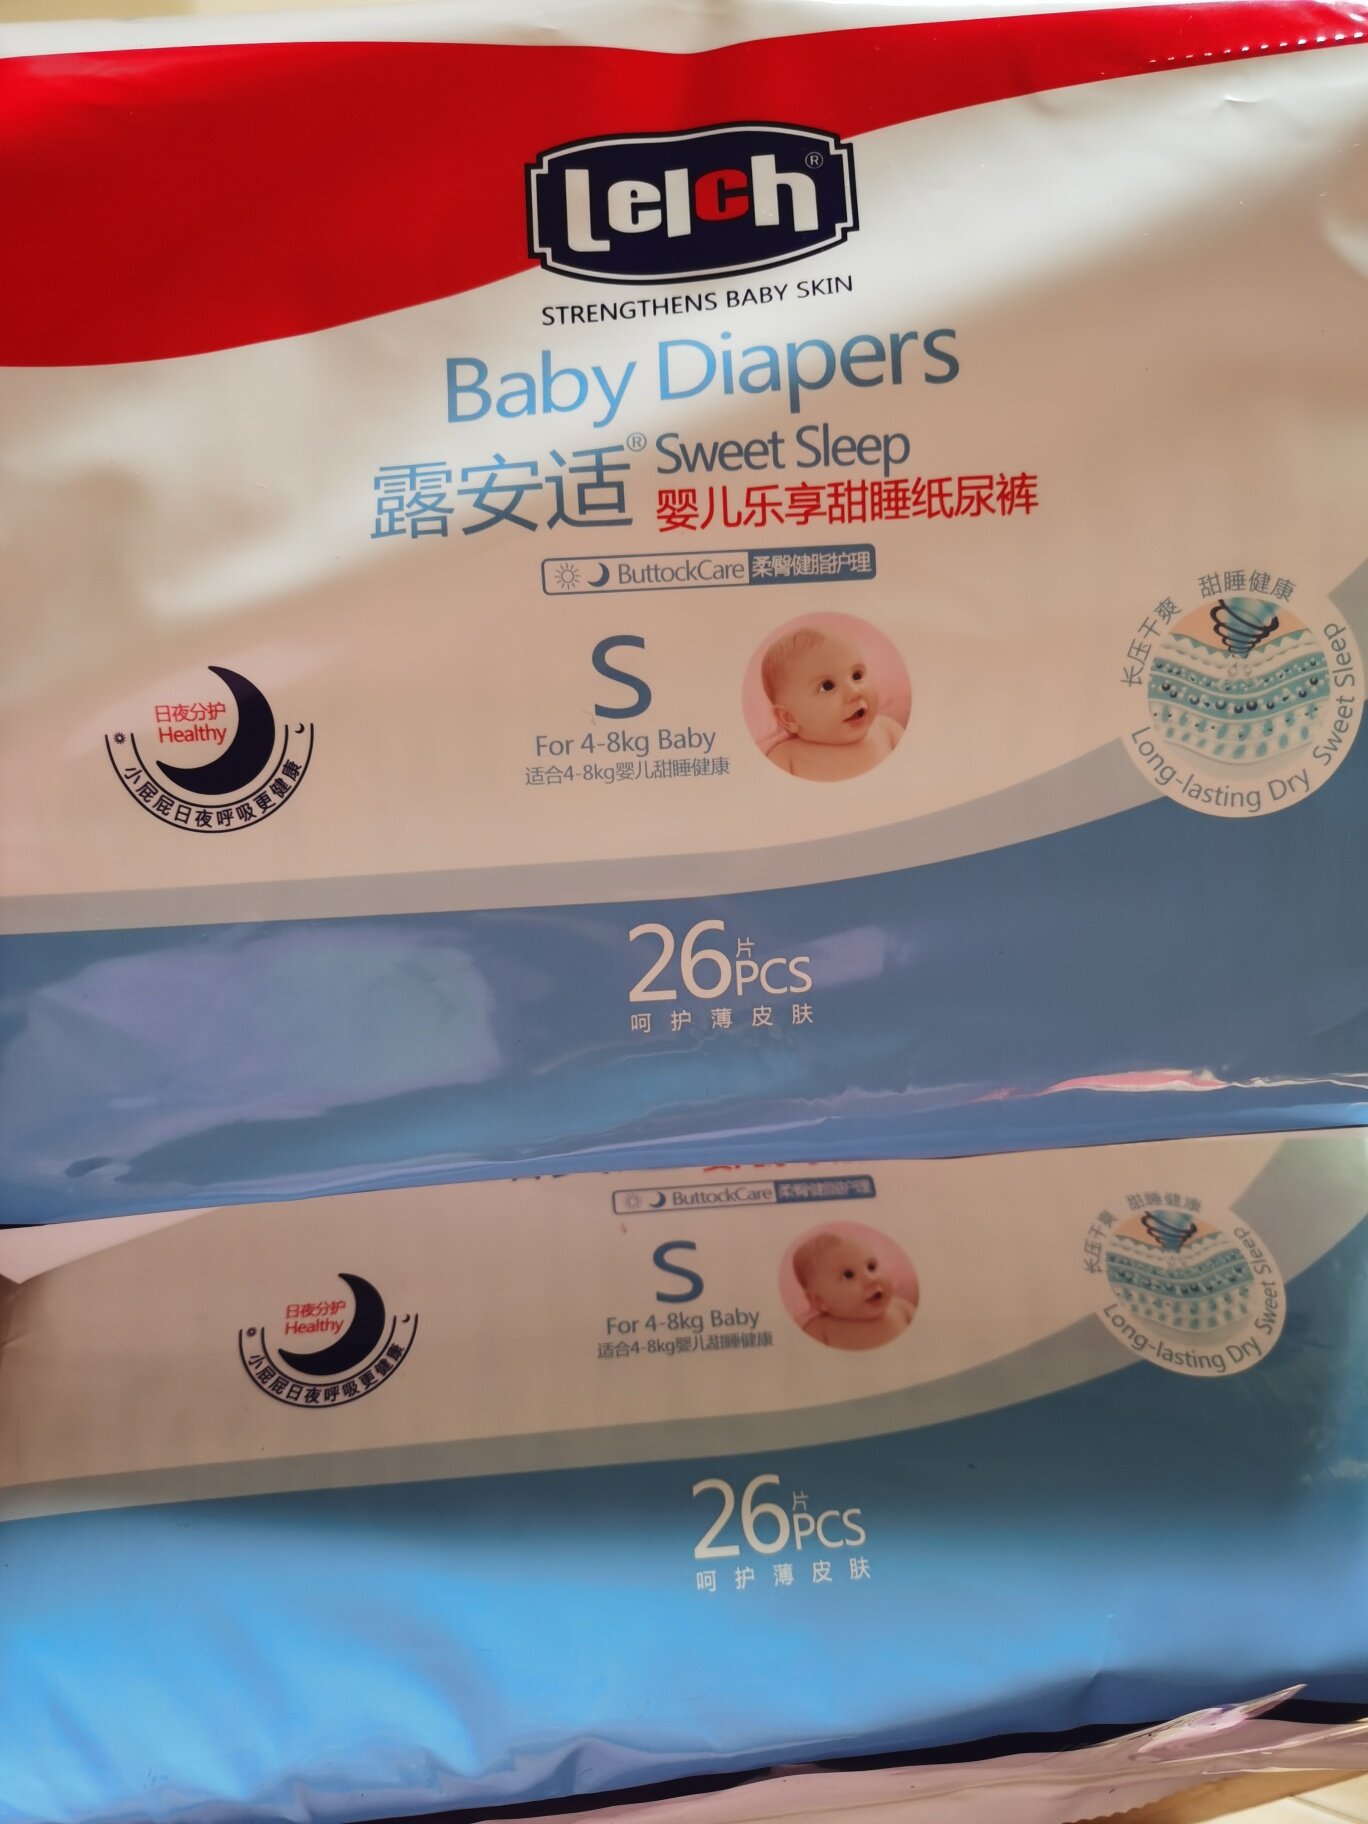 Leich®
STRENGTHENS BABY SKIN
Baby Diapers
露安适® Sweet Sleep
婴儿乐享甜睡纸尿裤
ButtockCare 柔臀健脂护理
甜睡健康
长压干爽
Long-lasting Dry Sweet Sleep
S
For 4-8kg Baby
适合4-8kg婴儿甜睡健康
日夜分护
Healthy
小屁屁日夜呼吸更健康
26片PCS
呵护薄皮肤
ButtockCare 柔臀健脂护理
甜睡健康
长压干爽
Long-lasting Dry Sweet Sleep
S
For 4-8kg Baby
适合4-8kg婴儿甜睡健康
日夜分护
Healthy
小屁屁日夜呼吸更健康
26片PCS
呵护薄皮肤